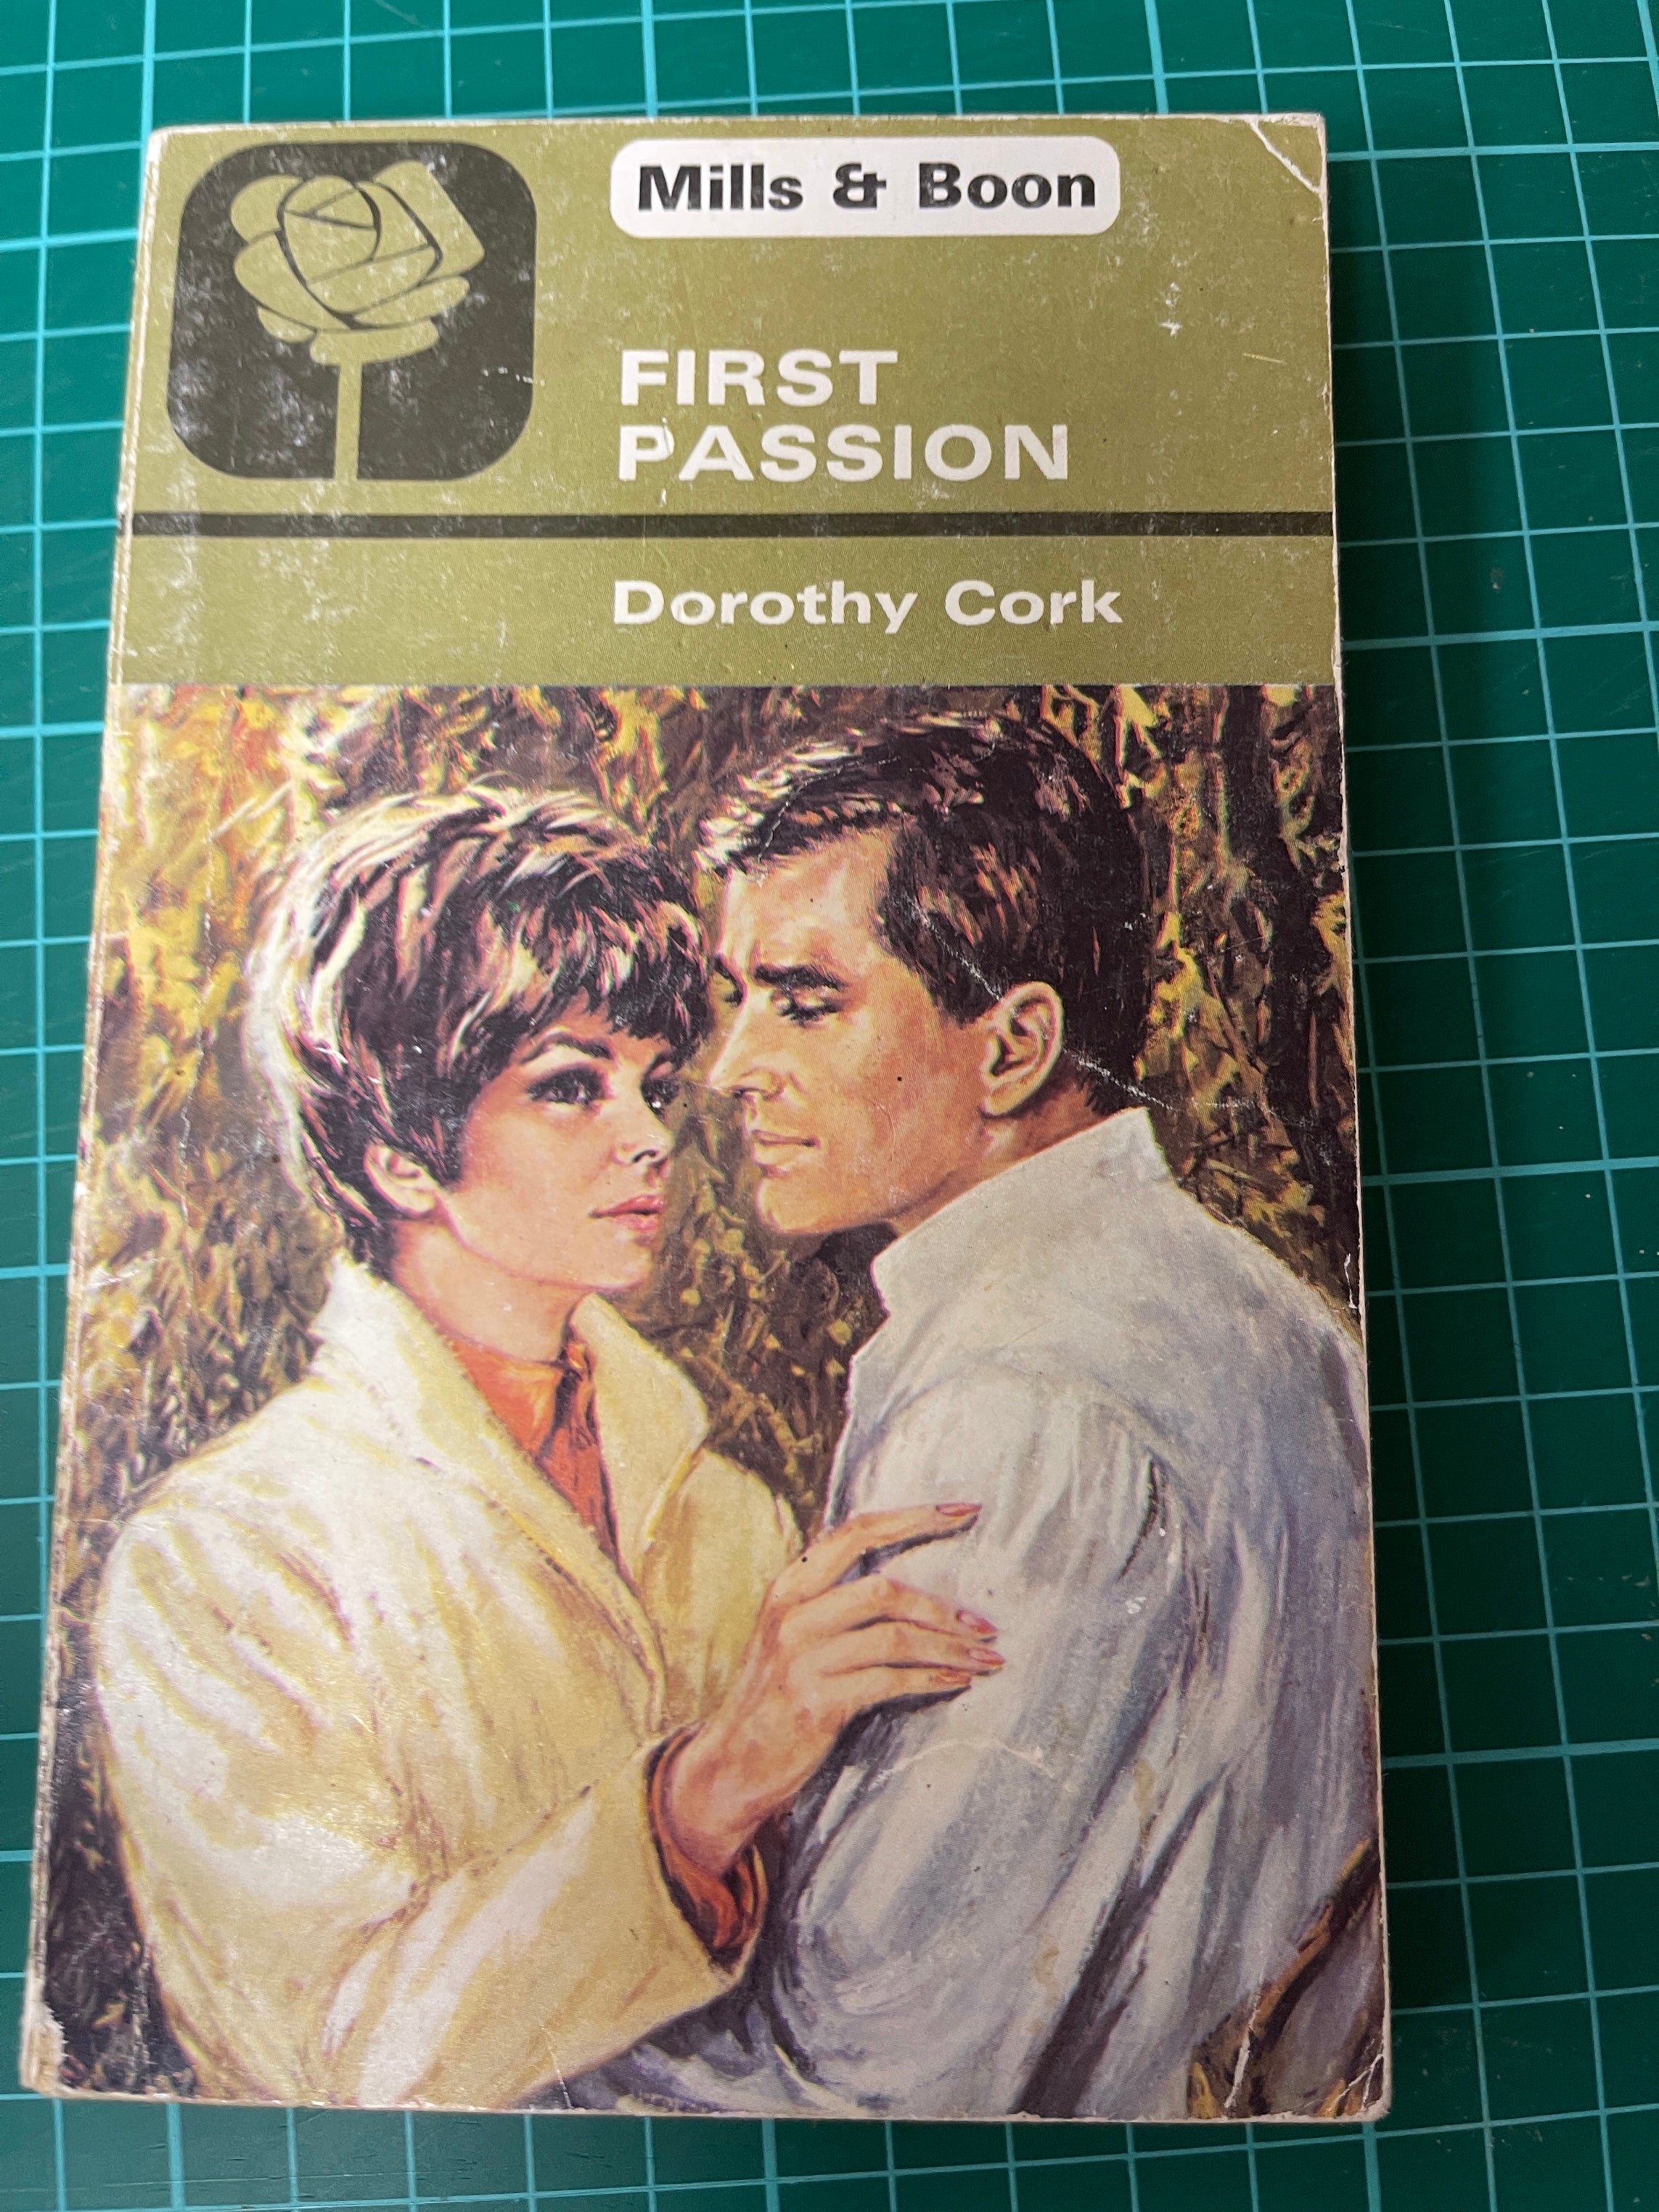 Mills & Boon
FIRST
PASSION
Dorothy Cork